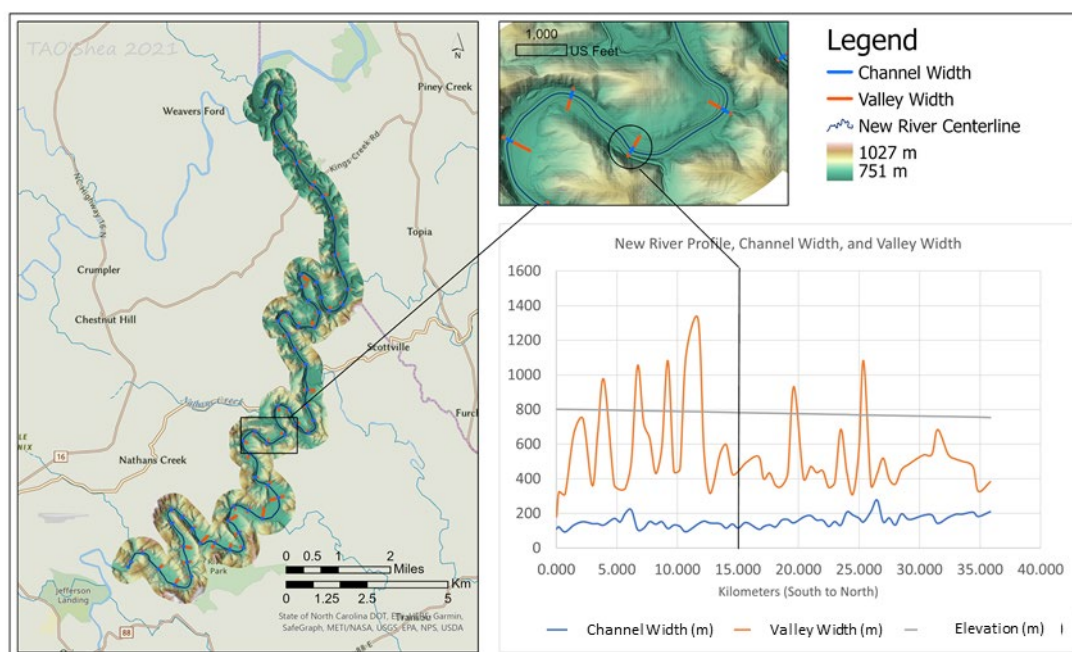 TAO'Shea 2021
N
Piney Creek
Weavers Ford
Kings Creek Rd
NC Highway 16 N
Topia
Crumpler
Chestnut Hill
Scottville
Nathans Creek
Furch
16
Nathans Creek
Park
Jefferson
Landing
88
0 0.5 1 2
Miles
0 1.25 2.5 5
Km
State of North Carolina DOT, Garmin,
SafeGraph, METI/NASA, USGS, EPA, NPS, USDA
1,000
US Feet
Legend
Channel Width
Valley Width
New River Centerline
1027 m
751 m
New River Profile, Channel Width, and Valley Width
1600
1400
1200
1000
800
600
400
200
0
0.000 5.000 10.000 15.000 20.000 25.000 30.000 35.000 40.000
Kilometers (South to North)
Channel Width (m) Valley Width (m) Elevation (m)